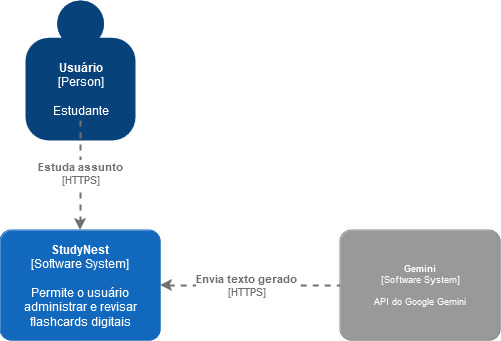 Usuário
[Person]
Estudante
Estuda assunto
[HTTPS]
StudyNest
[Software System]
Permite o usuário
administrar e revisar
flashcards digitais
Envia texto gerado
[HTTPS]
Gemini
[Software System]
API do Google Gemini